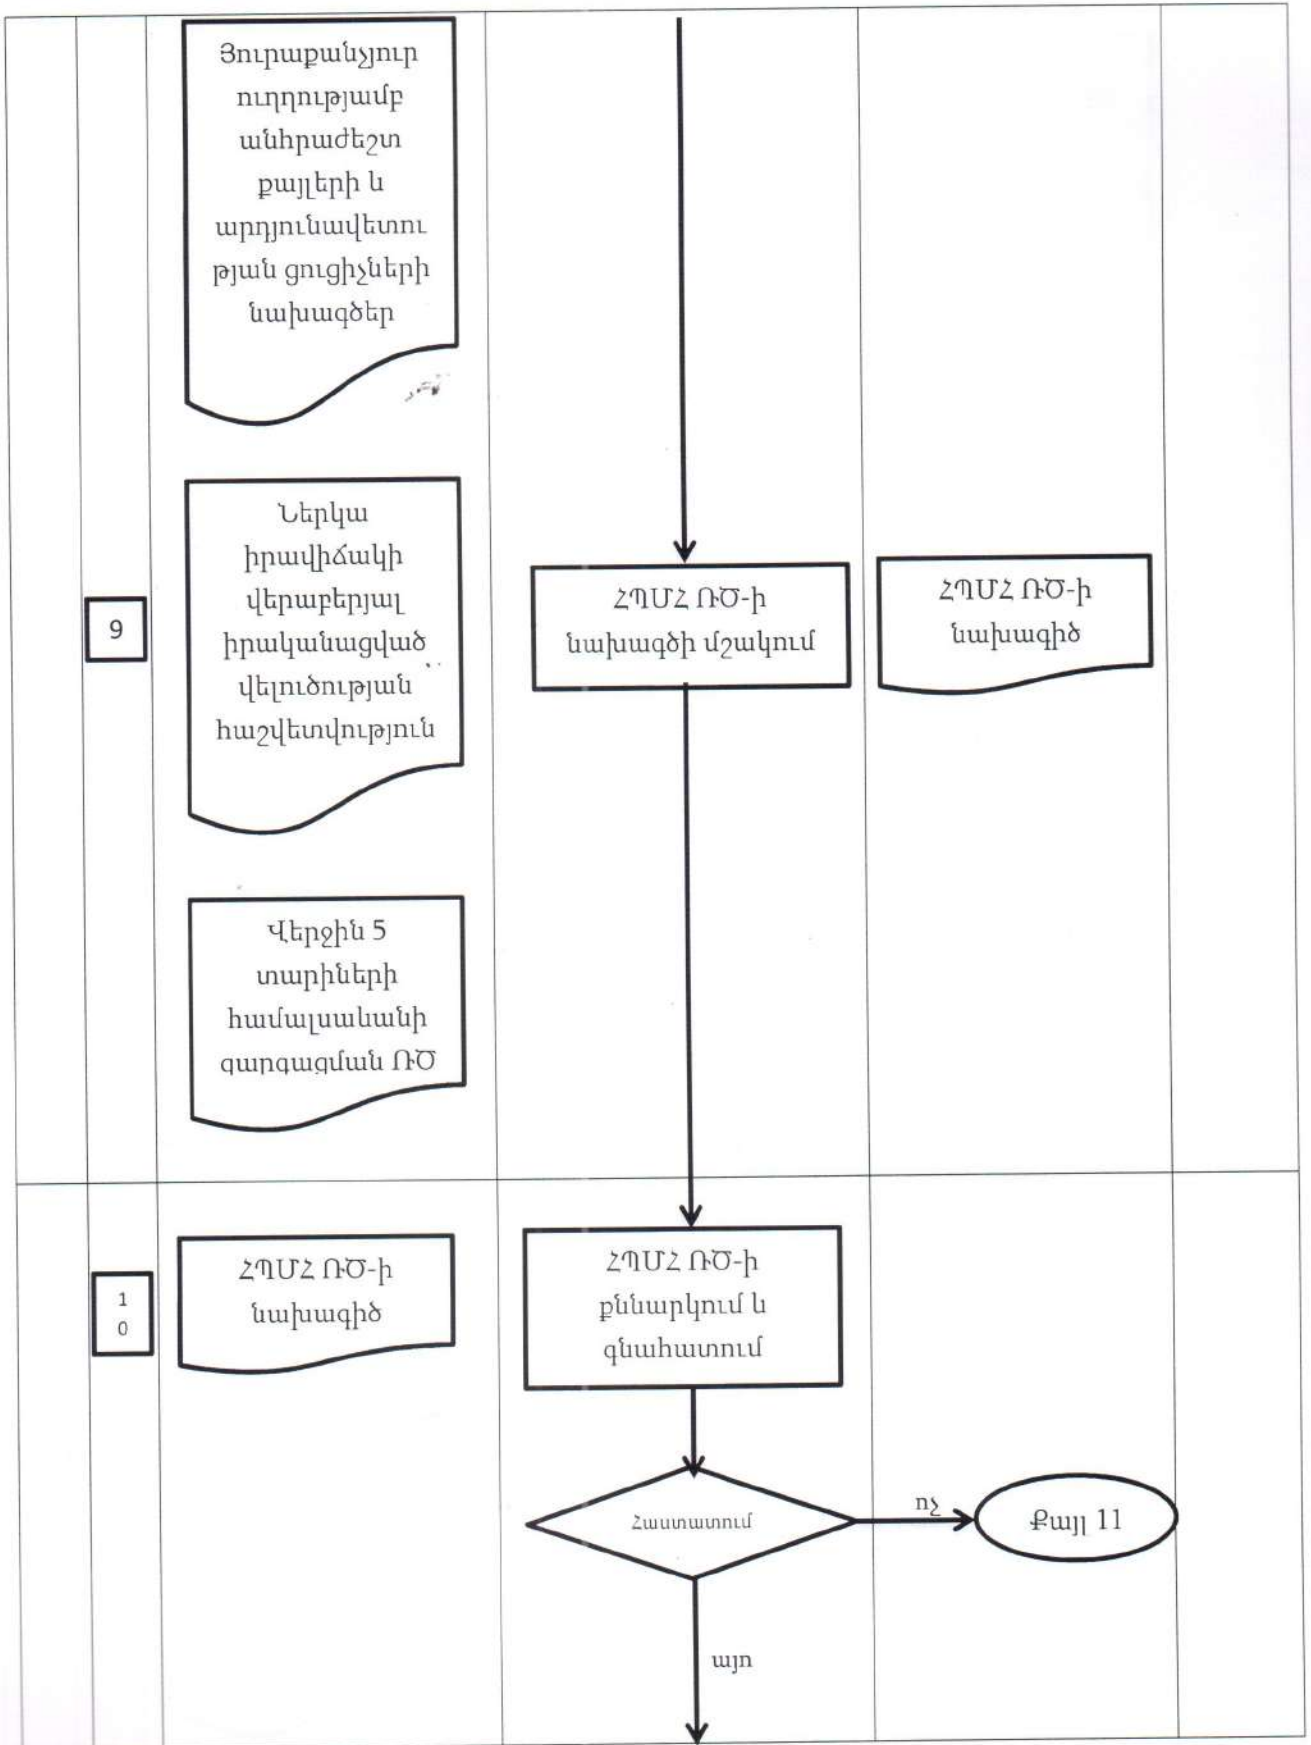 Յուրաքանչյուր
ուղղությամբ
անհրաժեշտ
քայլերի և
արդյունավետու
թյան ցուցիչների
նախագծեր
Ներկա
իրավիճակի
վերաբերյալ
իրականացված
վելուծության
հաշվետվություն
9
ՀՊՄՀ ՌԾ-ի
նախագծի մշակում
ՀՊՄՀ ՌԾ-ի
նախագիծ
Վերջին 5
տարիների
համալսաևանի
զարգացման ՌԾ
1
0
ՀՊՄՀ ՌԾ-ի
նախագիծ
ՀՊՄՀ ՌԾ-ի
քննարկում և
գնահատում
Հաստատում
ոչ
Քայլ 11
այո